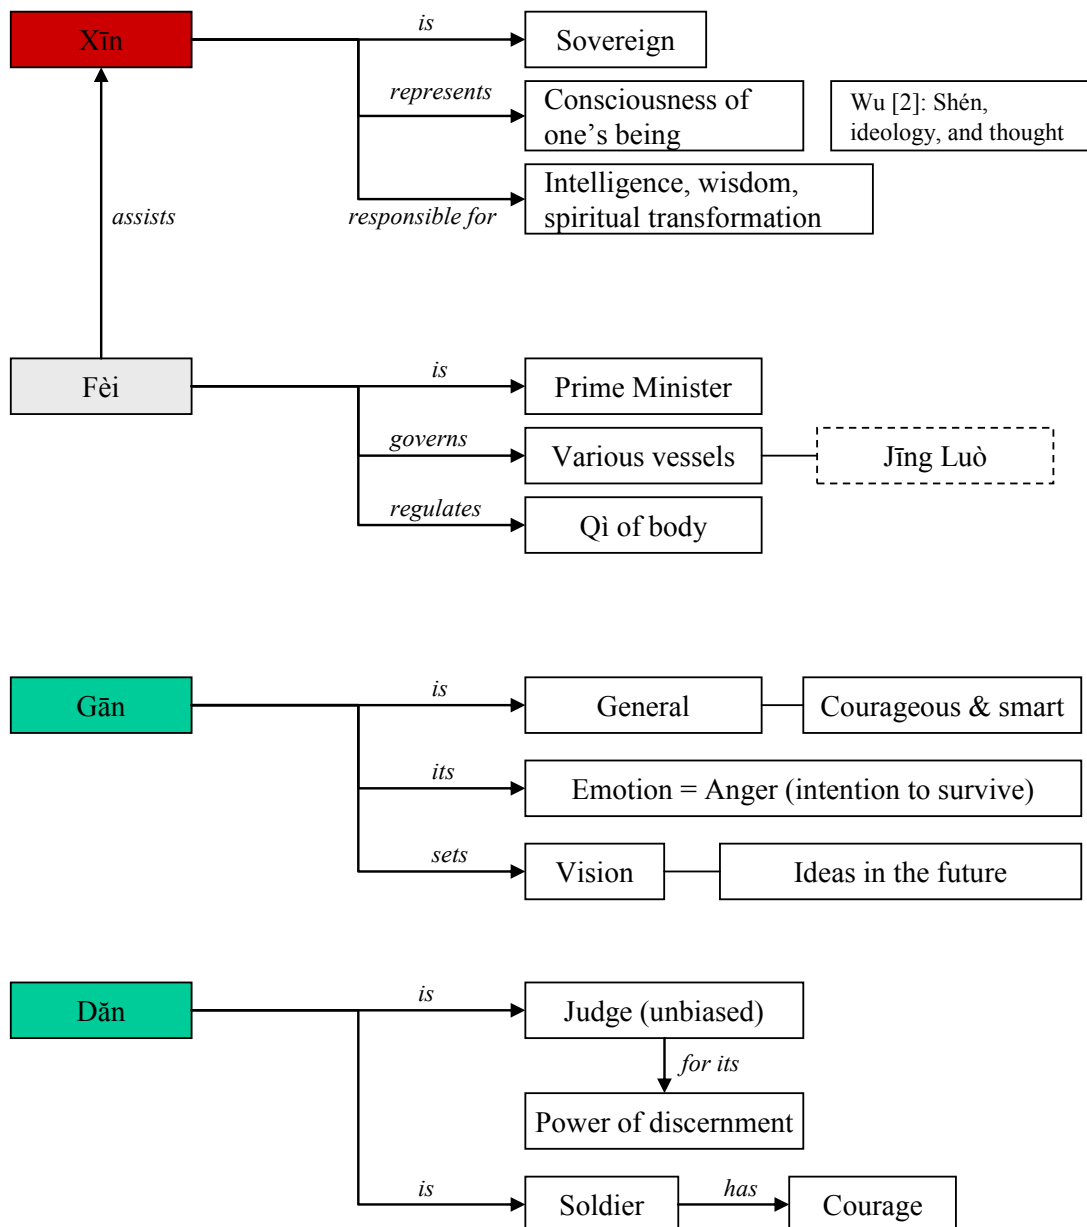 Xīn
is
Sovereign
represents
Consciousness of
one’s being
Wu [2]: Shén,
ideology, and thought
assists
responsible for
Intelligence, wisdom,
spiritual transformation
Fèi
is
Prime Minister
governs
Various vessels
Jīng Luò
regulates
Qì of body
Gān
is
General
Courageous & smart
its
Emotion = Anger (intention to survive)
sets
Vision
Ideas in the future
Dăn
is
Judge (unbiased)
for its
Power of discernment
is
Soldier
has
Courage